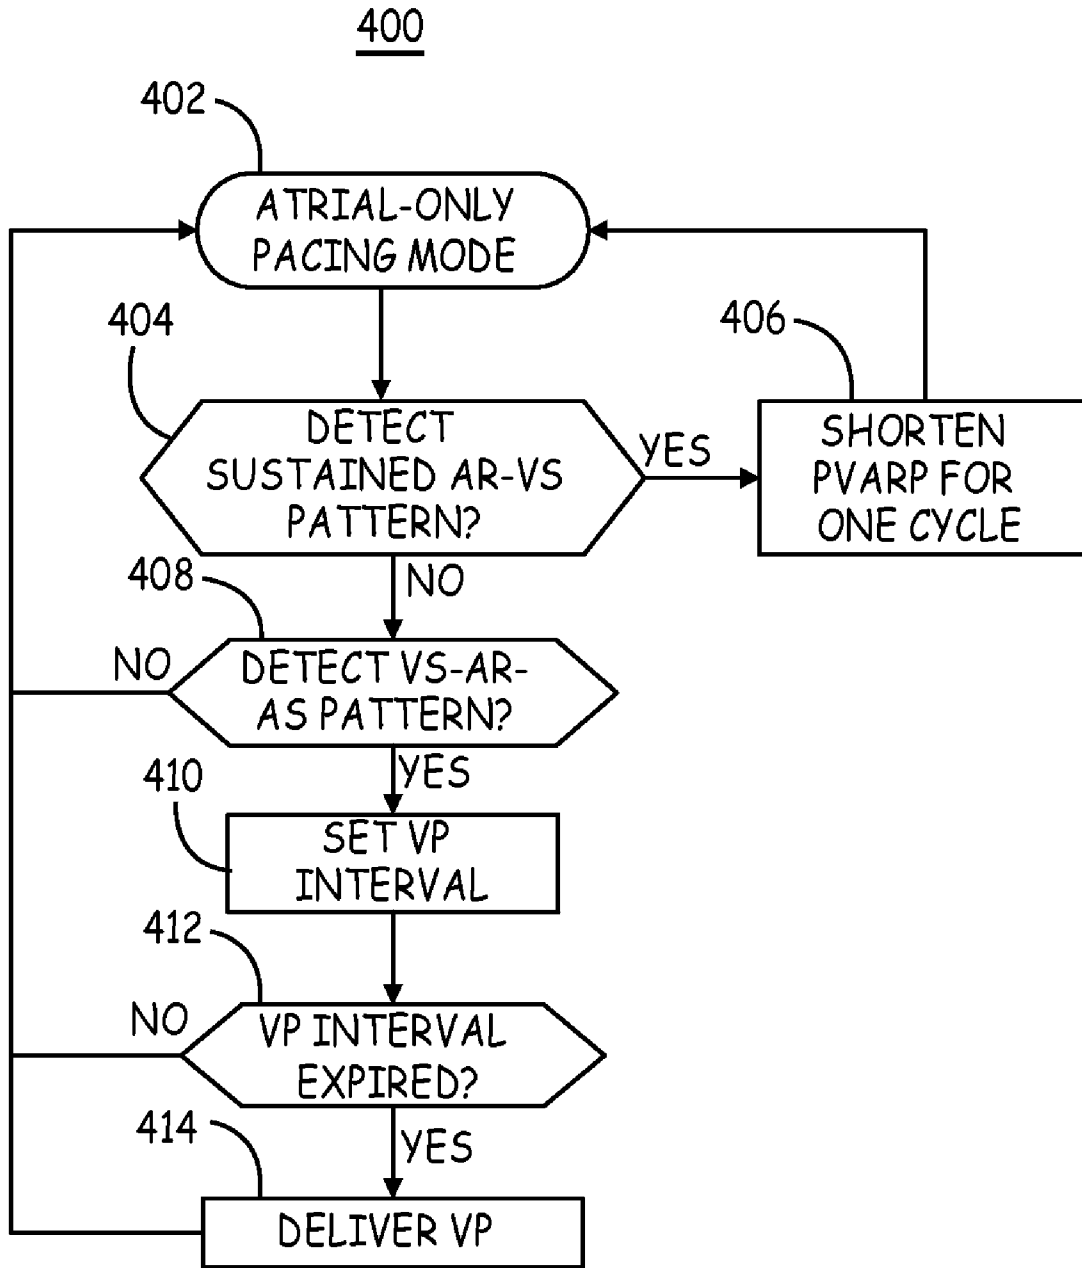 400
402
ATRIAL-ONLY
PACING MODE
404
406
DETECT
SUSTAINED AR-VS
PATTERN?
YES
SHORTEN
PVARP FOR
ONE CYCLE
NO
408
NO
DETECT VS-AR-
AS PATTERN?
YES
410
SET VP
INTERVAL
412
NO
VP INTERVAL
EXPIRED?
YES
414
DELIVER VP